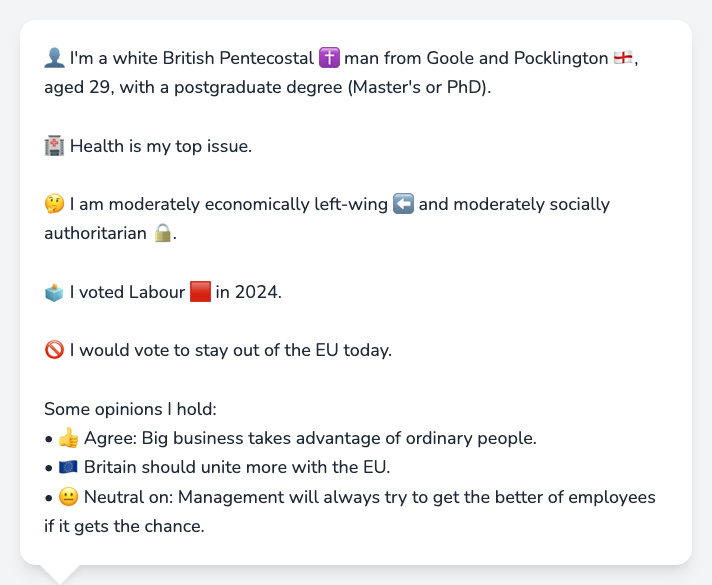 👤 I'm a white British Pentecostal ✝️ man from Goole and Pocklington 🏴󠁧󠁢󠁥󠁮󠁧󠁿,
aged 29, with a postgraduate degree (Master's or PhD).
🏥 Health is my top issue.
🤔 I am moderately economically left-wing ⬅️ and moderately socially
authoritarian 🔒.
🗳️ I voted Labour 🟥 in 2024.
🚫 I would vote to stay out of the EU today.
Some opinions I hold:
• 👍 Agree: Big business takes advantage of ordinary people.
• 🇪🇺 Britain should unite more with the EU.
• 😐 Neutral on: Management will always try to get the better of employees
if it gets the chance.